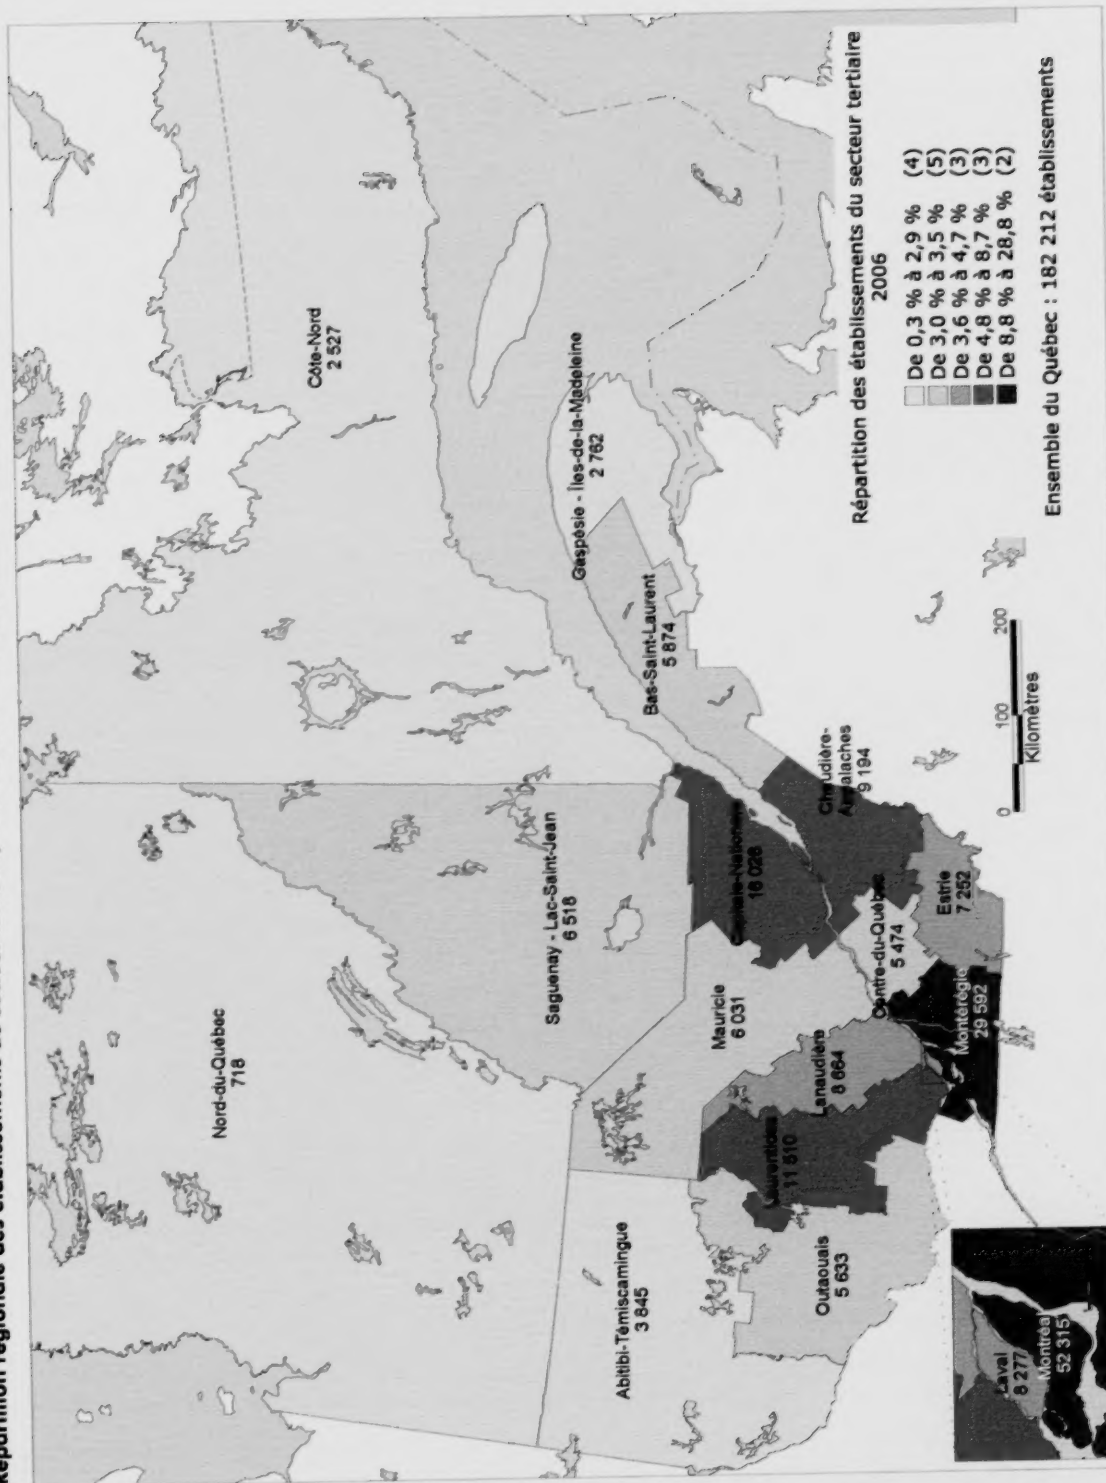 Répartition régionale des établissements
Nord-du-Québec
718
Côte-Nord
2 527
Saguenay - Lac-Saint-Jean
6 518
Gaspésie - Îles-de-la-Madeleine
2 762
Abitibi-Témiscamingue
3 845
Mauricie
6 031
Bas-Saint-Laurent
5 874
Capitale-Nationale
16 026
Laurentides
11 510
Lanaudière
8 664
Chaudière-
Appalaches
9 194
Outaouais
5 633
Centre-du-Québec
5 474
Estrie
7 252
Montérégie
29 592
Laval
8 277
Montréal
52 315
Répartition des établissements du secteur tertiaire
2006
De 0,3 % à 2,9 % (4)
De 3,0 % à 3,5 % (5)
De 3,6 % à 4,7 % (3)
De 4,8 % à 8,7 % (3)
De 8,8 % à 28,8 % (2)
Ensemble du Québec : 182 212 établissements
0 100 200
Kilomètres